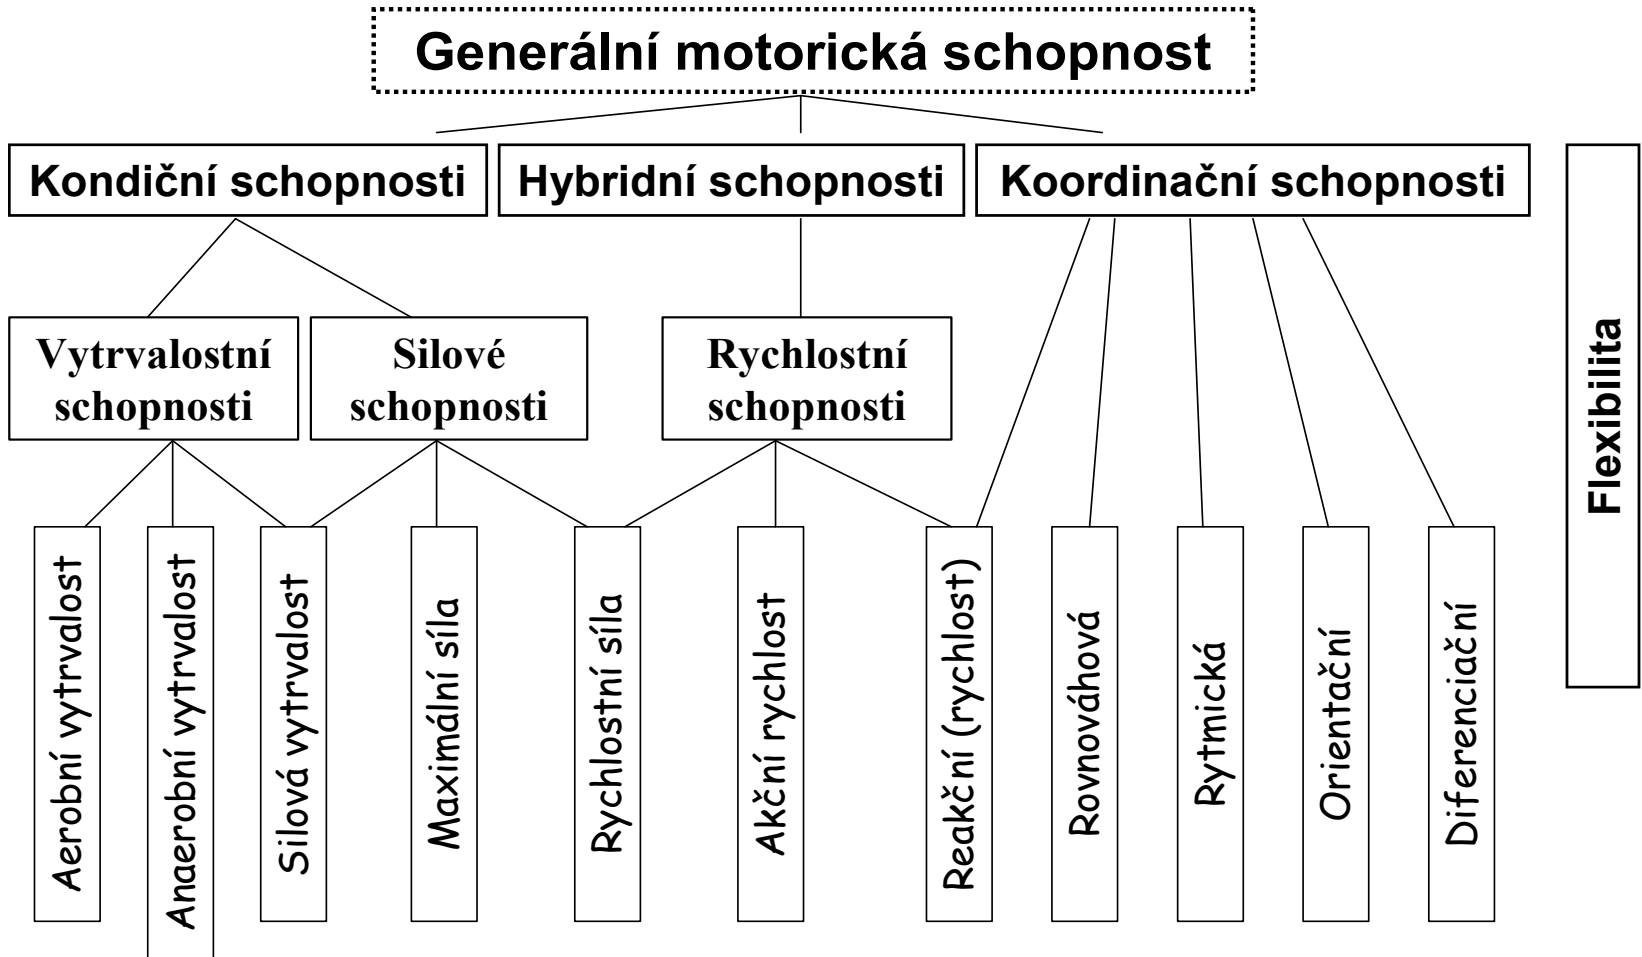 Generální motorická schopnost
Kondiční schopnosti
Hybridní schopnosti
Koordinační schopnosti
Flexibilita
Vytrvalostní
schopnosti
Silové
schopnosti
Rychlostní
schopnosti
Aerobní vytrvalost
Anaerobní vytrvalost
Silová vytrvalost
Maximální síla
Rychlostní síla
Akční rychlost
Reakční (rychlost)
Rovnováhová
Rytmická
Orientační
Diferenciační